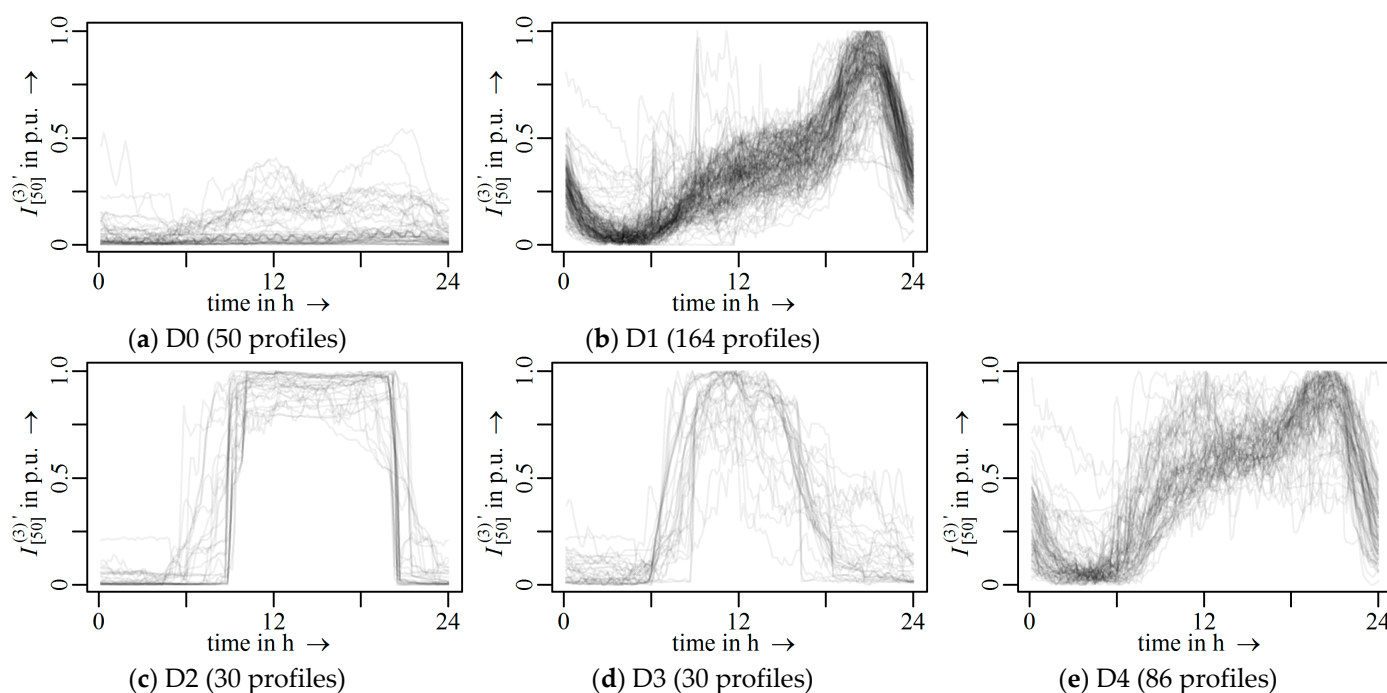 1.0
0.5
0
I[50](3)′ in p.u. →
0 12 24
time in h →
(a) D0 (50 profiles)
1.0
0.5
0
I[50](3)′ in p.u. →
0 12 24
time in h →
(b) D1 (164 profiles)
1.0
0.5
0
I[50](3)′ in p.u. →
0 12 24
time in h →
(c) D2 (30 profiles)
1.0
0.5
0
I[50](3)′ in p.u. →
0 12 24
time in h →
(d) D3 (30 profiles)
1.0
0.5
0
I[50](3)′ in p.u. →
0 12 24
time in h →
(e) D4 (86 profiles)